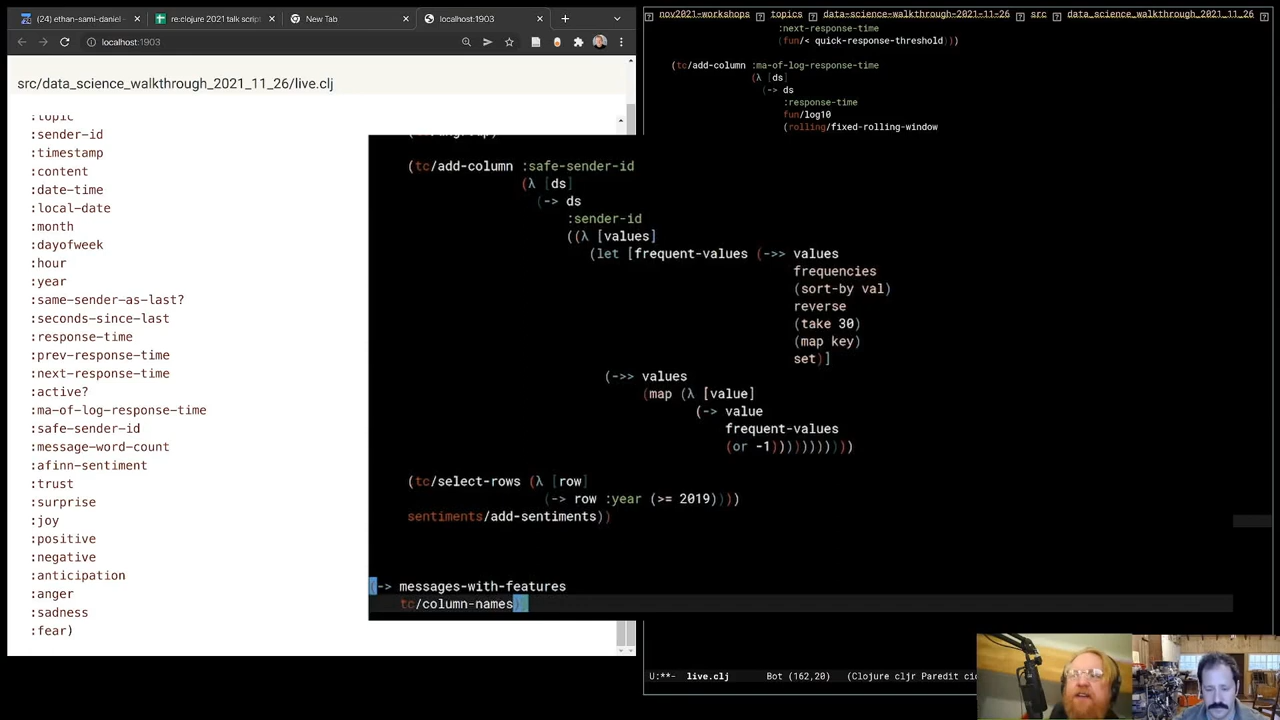 (24) ethan-sami-daniel -
re:clojure 2021 talk script
New Tab
localhost:1903
localhost:1903
src/data_science_walkthrough_2021_11_26/live.clj
:topic
:sender-id
:timestamp
:content
:date-time
:local-date
:month
:dayofweek
:hour
:year
:same-sender-as-last?
:seconds-since-last
:response-time
:prev-response-time
:next-response-time
:active?
:ma-of-log-response-time
:safe-sender-id
:message-word-count
:afinn-sentiment
:trust
:surprise
:joy
:positive
:negative
:anticipation
:anger
:sadness
:fear)
nov2021-workshops topics data-science-walkthrough-2021-11-26 src data_science_walkthrough_2021_11_26
:next-response-time
(fun/< quick-response-threshold)))
(tc/add-column :ma-of-log-response-time
(λ [ds]
(-> ds
:response-time
fun/log10
(rolling/fixed-rolling-window
(tc/add-column :safe-sender-id
(λ [ds]
(-> ds
:sender-id
((λ [values]
(let [frequent-values (->> values
frequencies
(sort-by val)
reverse
(take 30)
(map key)
set)]
(->> values
(map (λ [value]
(-> value
frequent-values
(or -1))))))))))
(tc/select-rows (λ [row]
(-> row :year (>= 2019))))
sentiments/add-sentiments))
(-> messages-with-features
tc/column-names)
U:**- live.clj Bot (162,20) (Clojure cljr Paredit